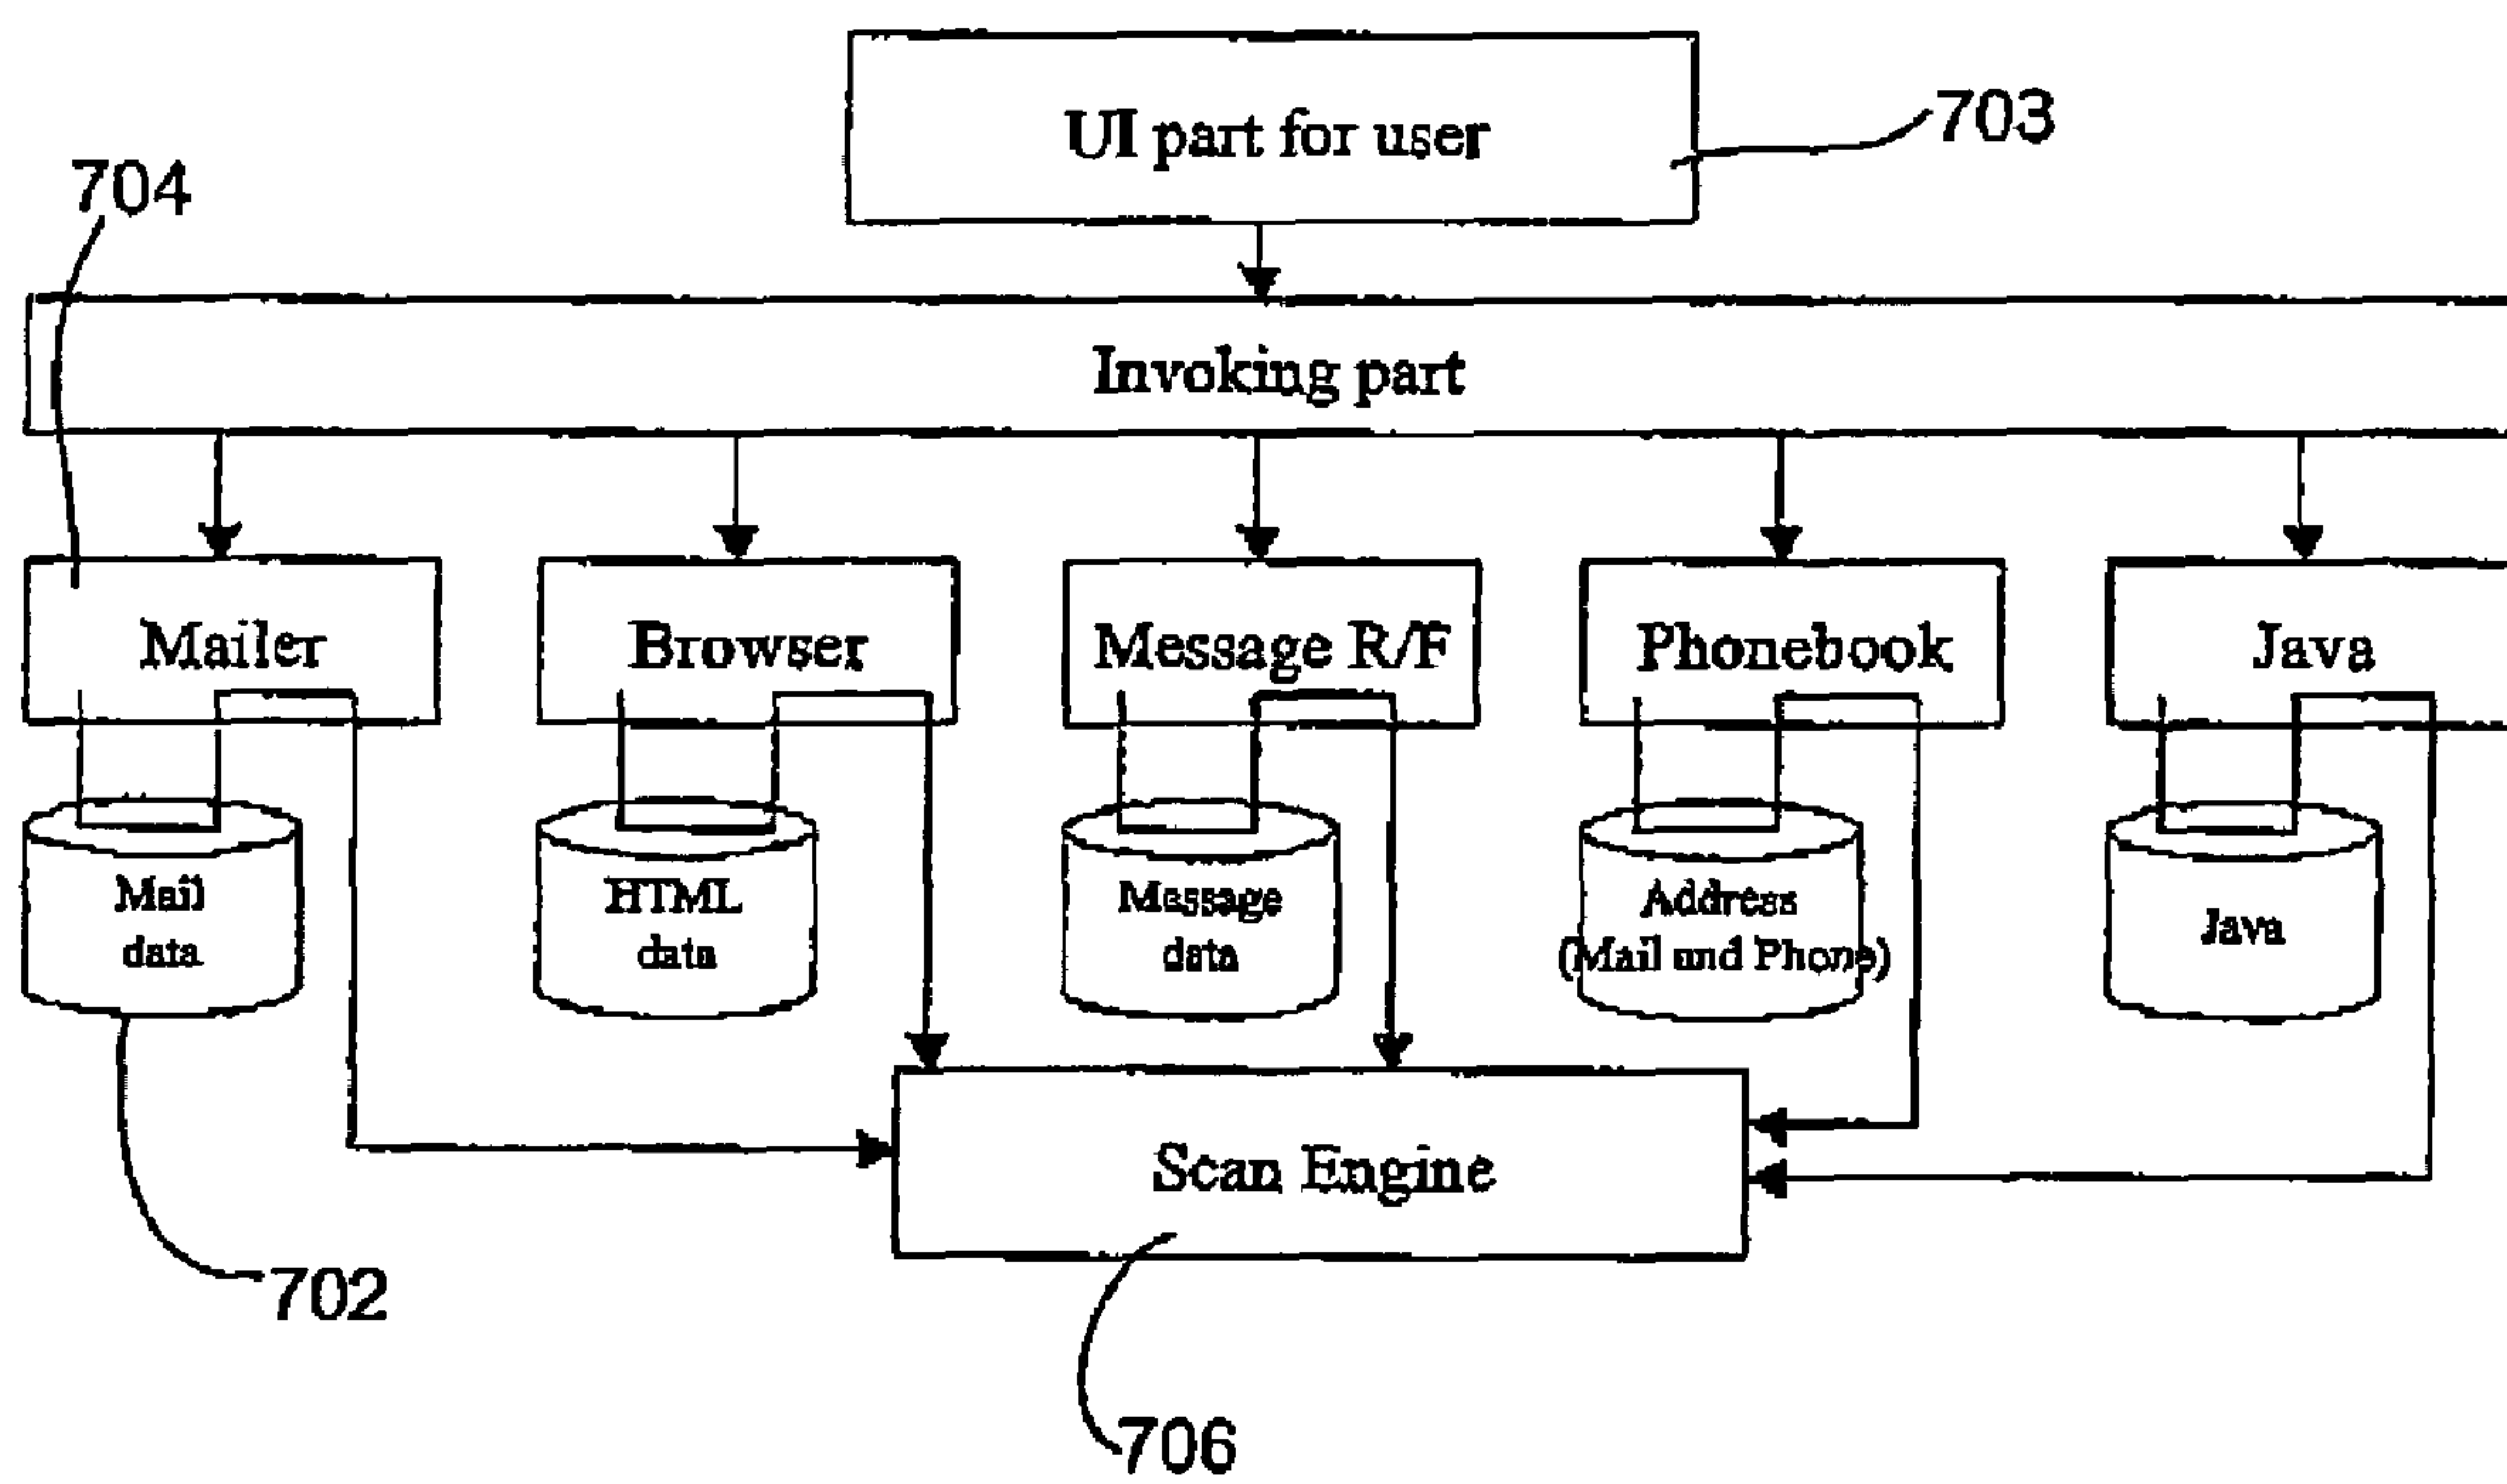 UI part for user
703
704
Invoking part
Mailer
Browser
Message R/F
Phonebook
Java
Mail
data
HTML
data
Message
data
Address
(Mail and Phone)
Java
Scan Engine
702
706